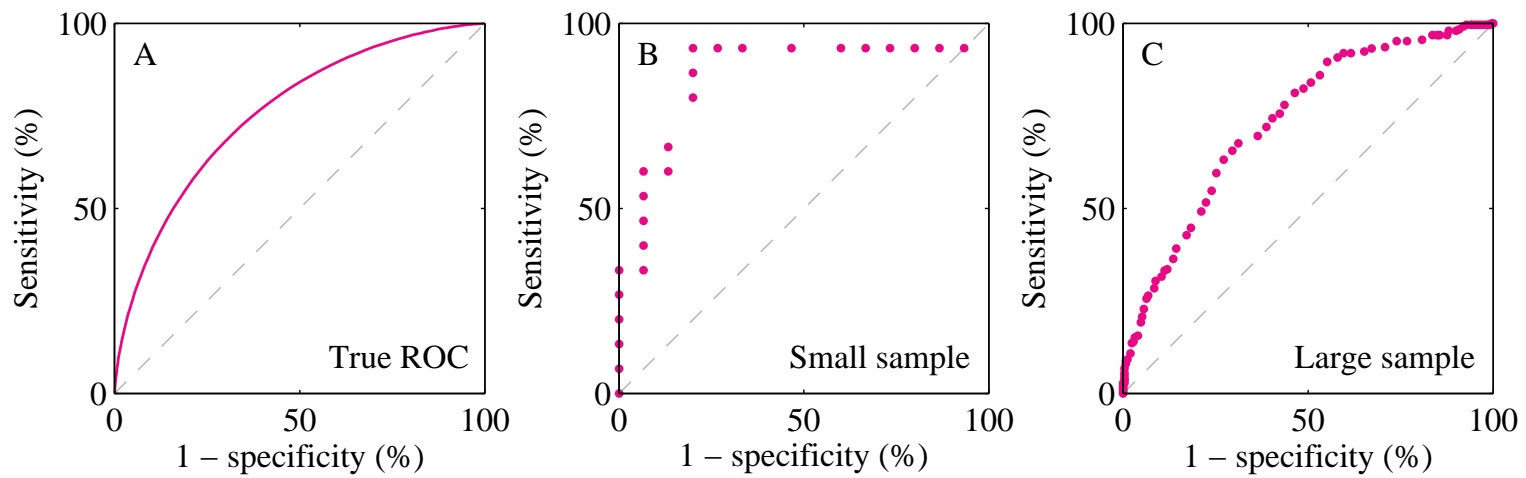 A
Sensitivity (%)
100
50
0
True ROC
0
50
100
1 – specificity (%)
B
Sensitivity (%)
100
50
0
Small sample
0
50
100
1 – specificity (%)
C
Sensitivity (%)
100
50
0
Large sample
0
50
100
1 – specificity (%)